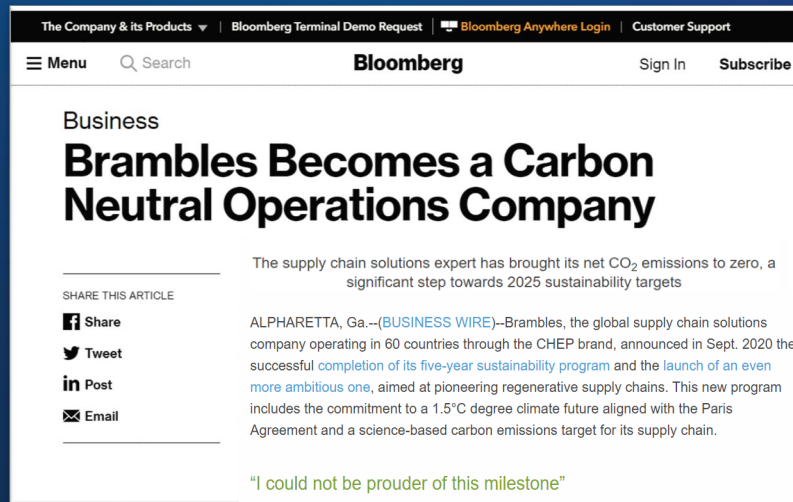 The Company & its Products ▼ | Bloomberg Terminal Demo Request | Bloomberg Anywhere Login | Customer Support
Menu Search Bloomberg Sign In Subscribe
Business
Brambles Becomes a Carbon
Neutral Operations Company
The supply chain solutions expert has brought its net CO₂ emissions to zero, a
significant step towards 2025 sustainability targets
SHARE THIS ARTICLE
Share
Tweet
Post
Email
ALPHARETTA, Ga.--(BUSINESS WIRE)--Brambles, the global supply chain solutions
company operating in 60 countries through the CHEP brand, announced in Sept. 2020 the
successful completion of its five-year sustainability program and the launch of an even
more ambitious one, aimed at pioneering regenerative supply chains. This new program
includes the commitment to a 1.5°C degree climate future aligned with the Paris
Agreement and a science-based carbon emissions target for its supply chain.
“I could not be prouder of this milestone”